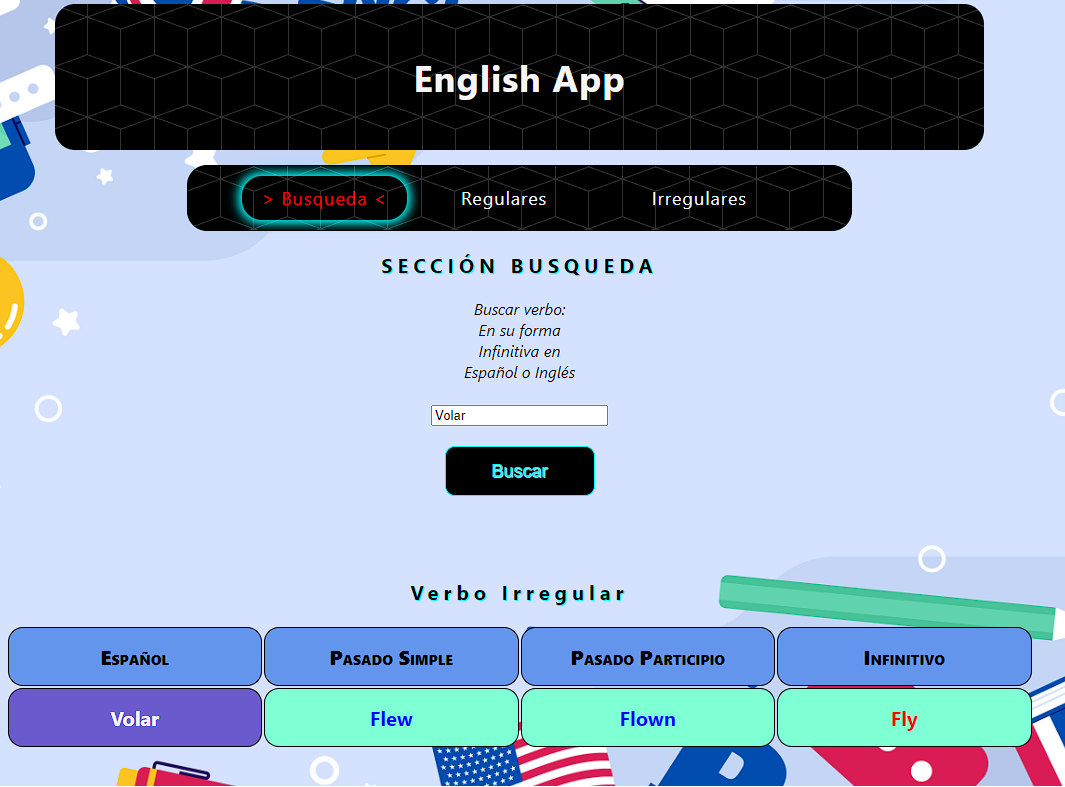 English App
> Busqueda < Regulares Irregulares
SECCIÓN BUSQUEDA
Buscar verbo:
En su forma
Infinitiva en
Español o Inglés
Volar
Buscar
Verbo Irregular
Español Pasado Simple Pasado Participio Infinitivo
Volar Flew Flown Fly